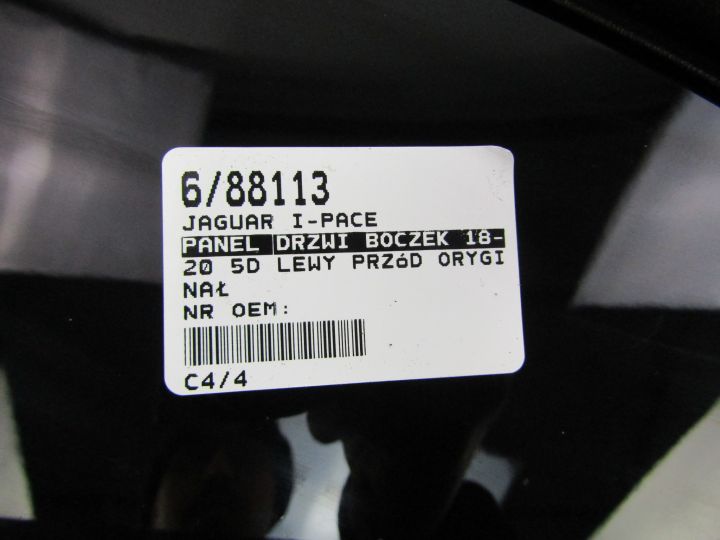 6/88113
JAGUAR I-PACE
PANEL DRZWI BOCZEK 18-
20 5D LEWY PRZóD ORYGI
NAŁ
NR OEM:
C4/4